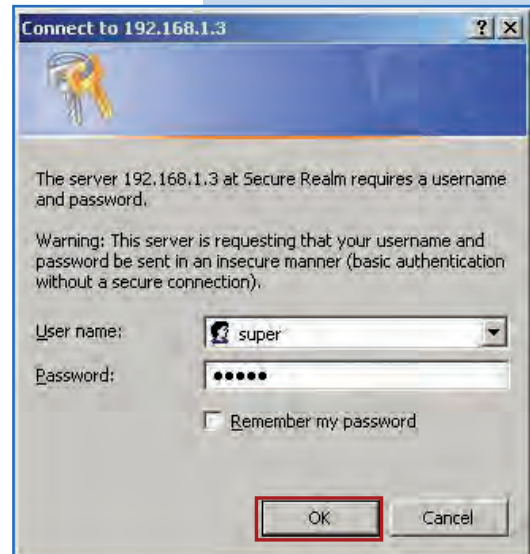 Connect to 192.168.1.3
The server 192.168.1.3 at Secure Realm requires a username
and password.
Warning: This server is requesting that your username and
password be sent in an insecure manner (basic authentication
without a secure connection).
User name:
super
Password:
•••••
Remember my password
OK
Cancel